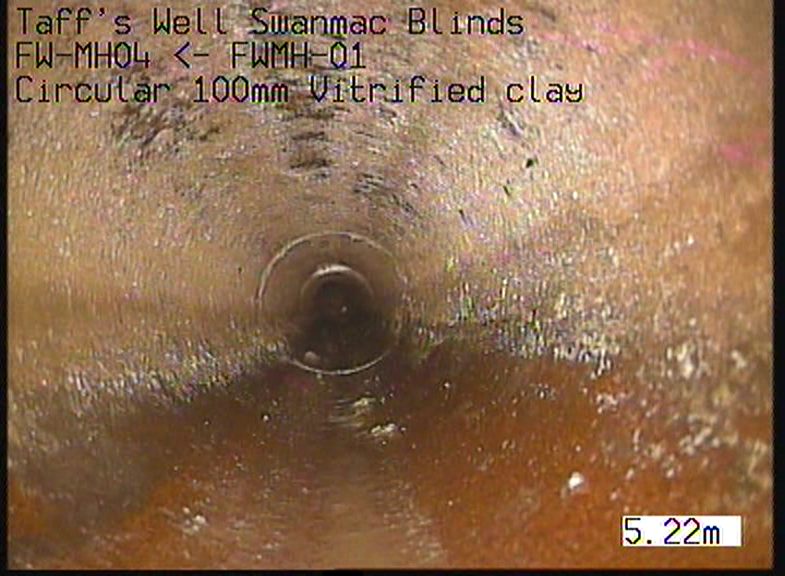 Taff's Well Swanmac Blinds
FW-MH04 <- FWMH-01
Circular 100mm Vitrified clay
5.22m